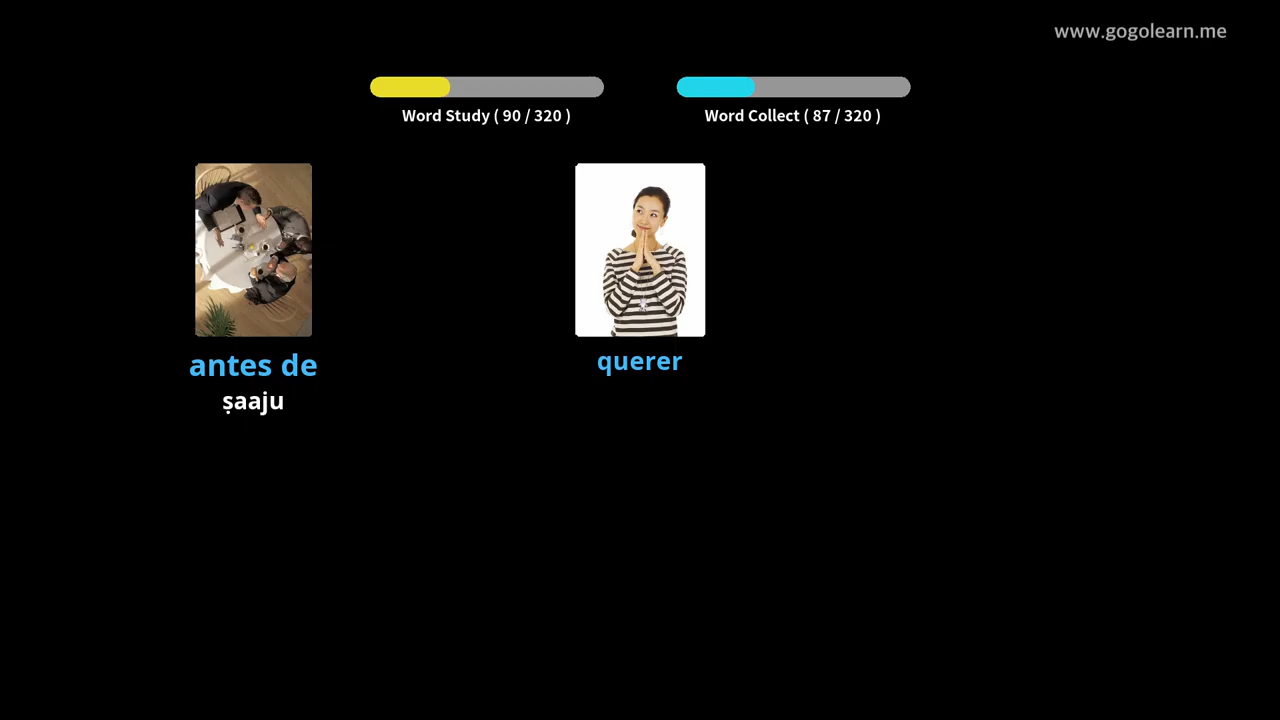 www.gogolearn.me
Word Study ( 90 / 320 )
Word Collect ( 87 / 320 )
antes de
ṣaaju
querer